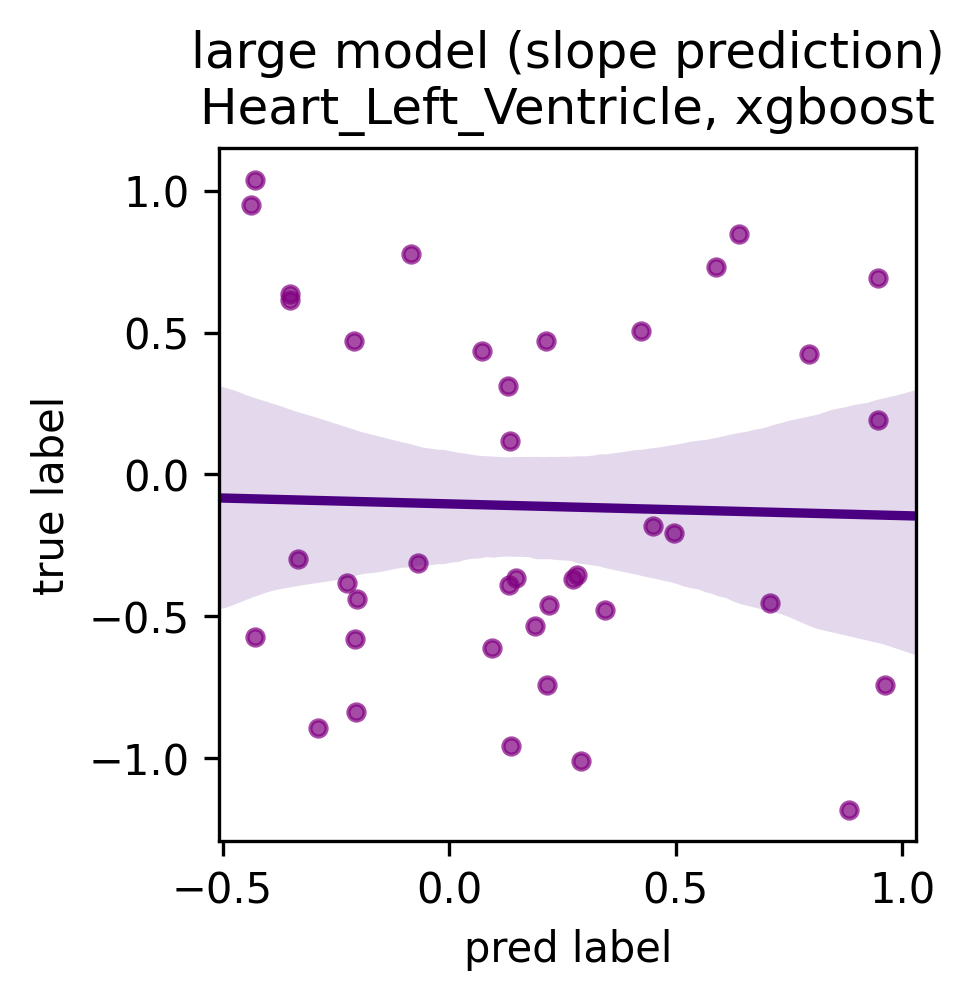 large model (slope prediction)
Heart_Left_Ventricle, xgboost
1.0
0.5
0.0
−0.5
−1.0
true label
−0.5
0.0
0.5
1.0
pred label